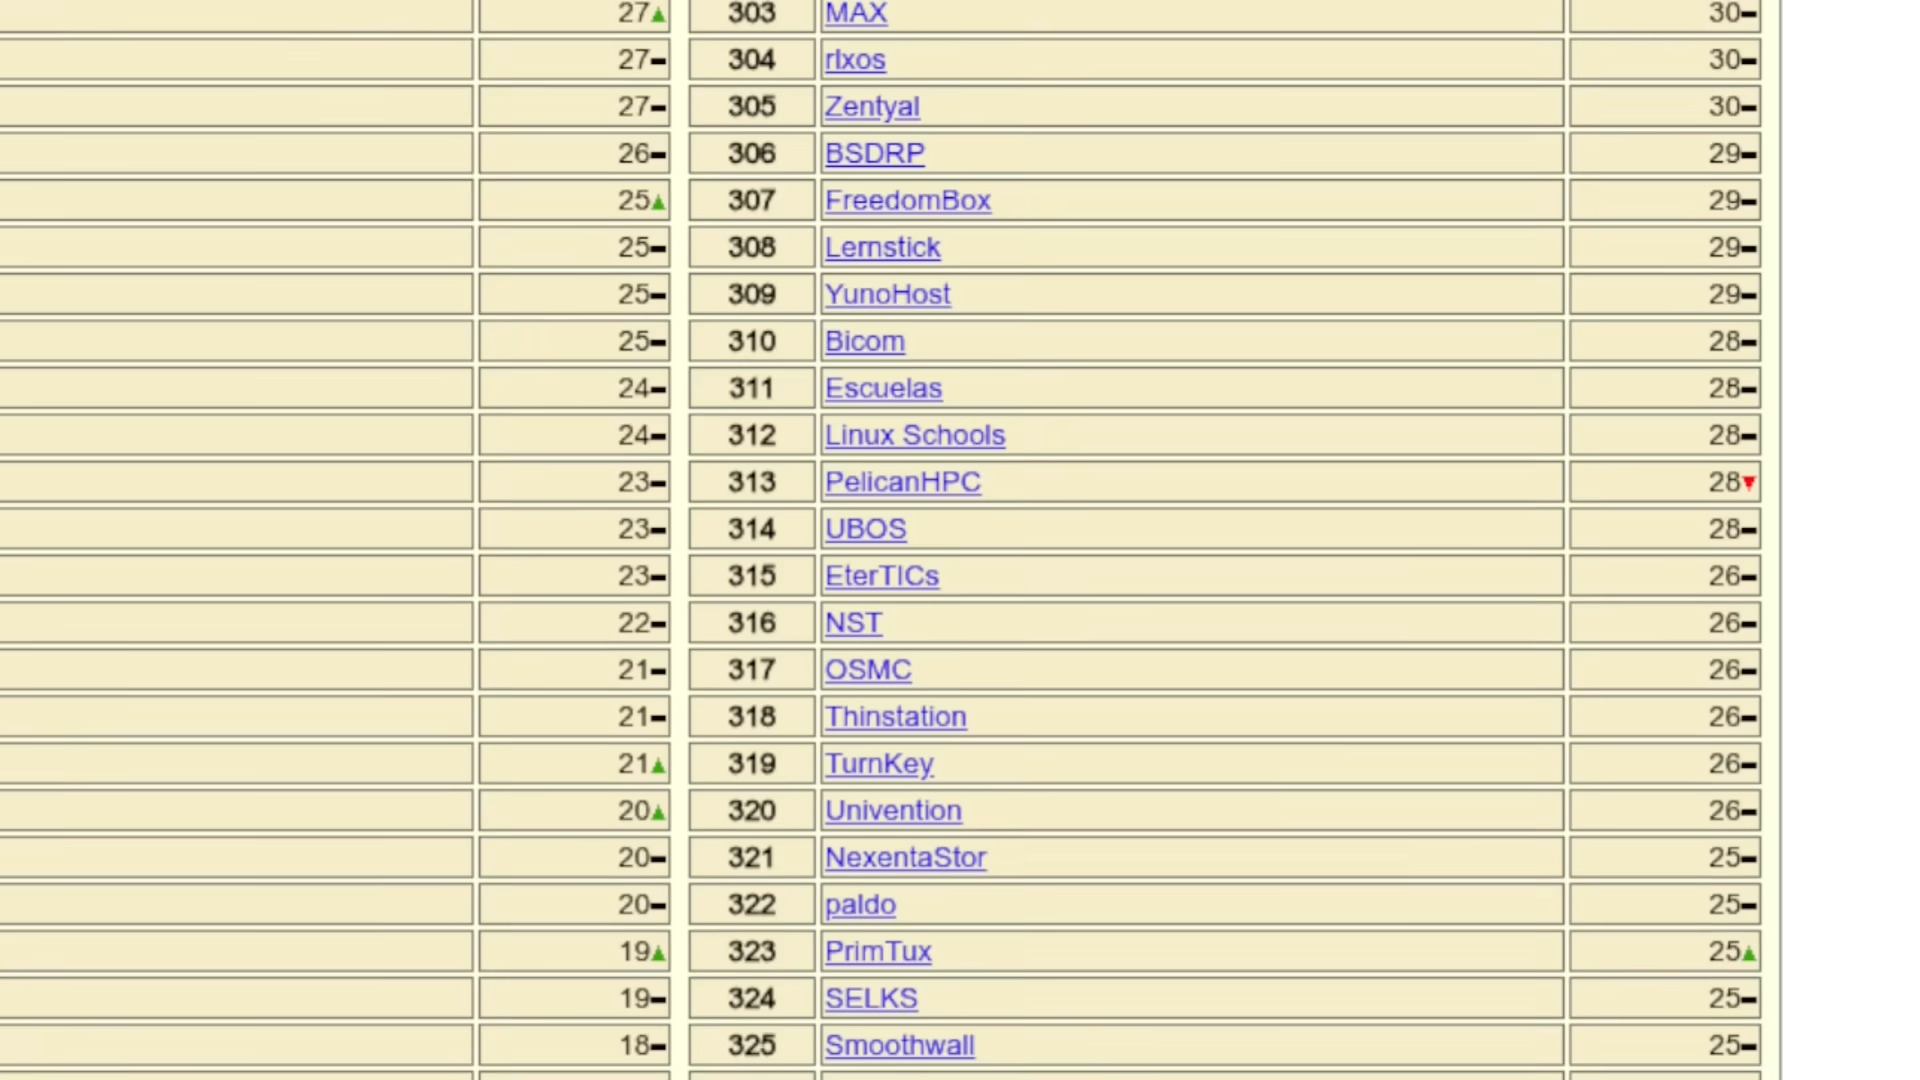 27 303 MAX 30
27 304 rlxos 30
27 305 Zentyal 30
26 306 BSDRP 29
25 307 FreedomBox 29
25 308 Lernstick 29
25 309 YunoHost 29
25 310 Bicom 28
24 311 Escuelas 28
24 312 Linux Schools 28
23 313 PelicanHPC 28
23 314 UBOS 28
23 315 EterTICs 26
22 316 NST 26
21 317 OSMC 26
21 318 Thinstation 26
21 319 TurnKey 26
20 320 Univention 26
20 321 NexentaStor 25
20 322 paldo 25
19 323 PrimTux 25
19 324 SELKS 25
18 325 Smoothwall 25